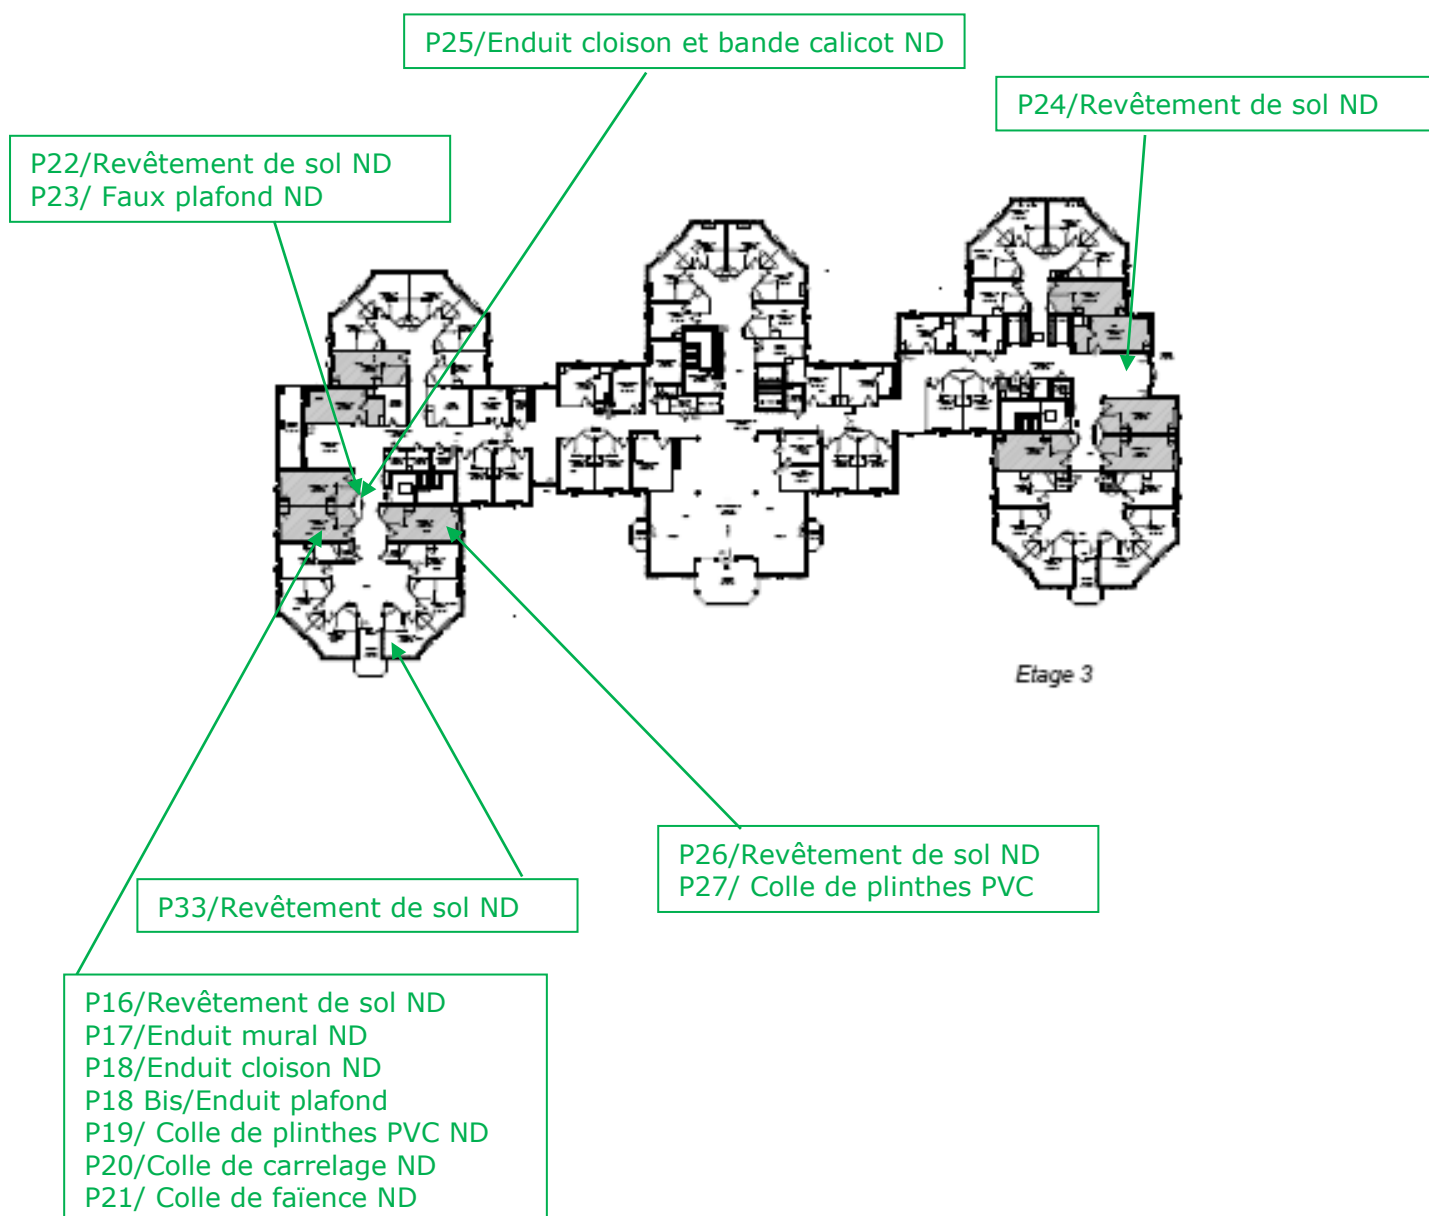 P25/Enduit cloison et bande calicot ND
P24/Revêtement de sol ND
P22/Revêtement de sol ND
P23/ Faux plafond ND
Etage 3
P26/Revêtement de sol ND
P27/ Colle de plinthes PVC
P33/Revêtement de sol ND
P16/Revêtement de sol ND
P17/Enduit mural ND
P18/Enduit cloison ND
P18 Bis/Enduit plafond
P19/ Colle de plinthes PVC ND
P20/Colle de carrelage ND
P21/ Colle de faïence ND